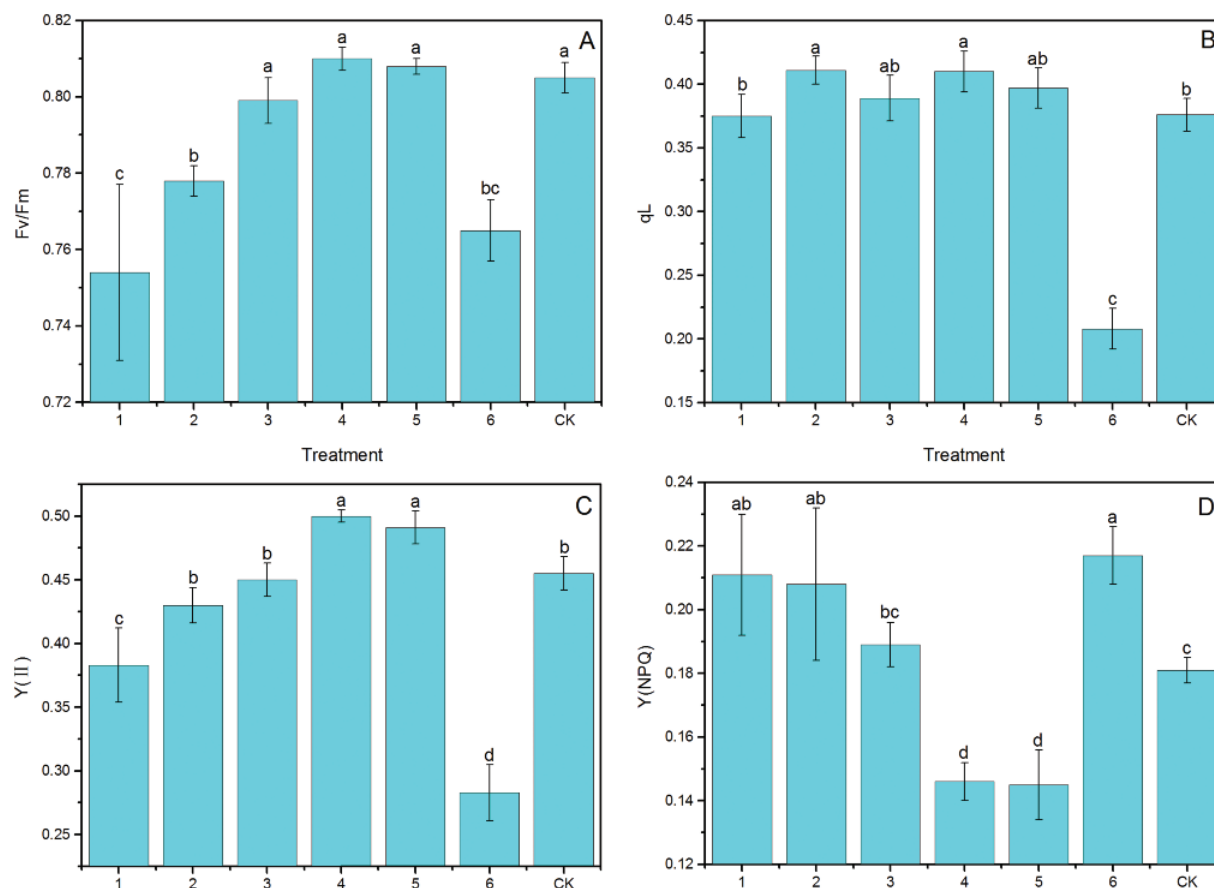 A
Fv/Fm
0.82
0.80
0.78
0.76
0.74
0.72
c
b
a
a
a
bc
a
1 2 3 4 5 6 CK
Treatment
B
qL
0.45
0.40
0.35
0.30
0.25
0.20
0.15
b
a
ab
a
ab
c
b
1 2 3 4 5 6 CK
Treatment
C
Y(II)
0.50
0.45
0.40
0.35
0.30
0.25
c
b
b
a
a
d
b
1 2 3 4 5 6 CK
D
Y(NPQ)
0.24
0.22
0.20
0.18
0.16
0.14
0.12
ab
ab
bc
d
d
a
c
1 2 3 4 5 6 CK